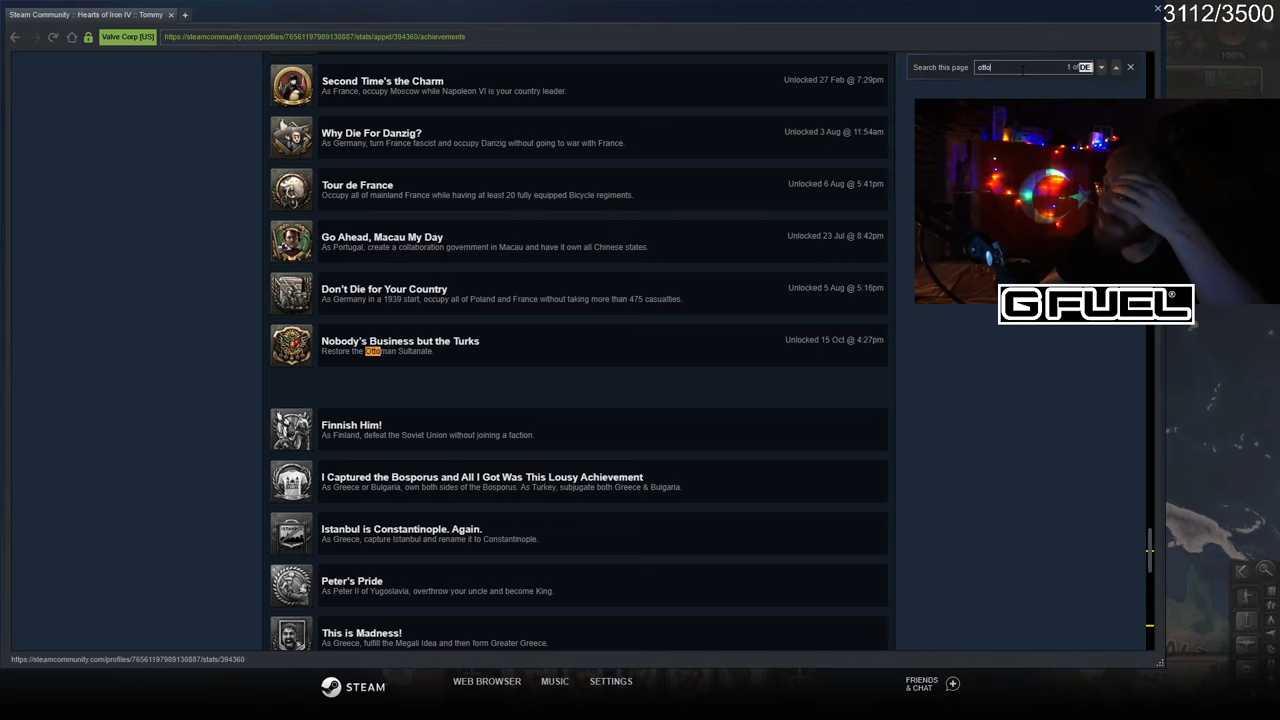 Steam Community :: Hearts of Iron IV :: Tommy
3112/3500
Valve Corp [US]
https://steamcommunity.com/profiles/76561197989130887/stats/appid/394360/achievements
Search this page
otto
1 of
DE
100%
Second Time's the Charm
Unlocked 27 Feb @ 7:29pm
As France, occupy Moscow while Napoleon VI is your country leader.
Why Die For Danzig?
Unlocked 3 Aug @ 11:54am
As Germany, turn France fascist and occupy Danzig without going to war with France.
Tour de France
Unlocked 6 Aug @ 5:41pm
Occupy all of mainland France while having at least 20 fully equipped Bicycle regiments.
Go Ahead, Macau My Day
Unlocked 23 Jul @ 8:42pm
As Portugal, create a collaboration government in Macau and have it own all Chinese states.
Don't Die for Your Country
Unlocked 5 Aug @ 5:16pm
As Germany in a 1939 start, occupy all of Poland and France without taking more than 475 casualties.
G FUEL®
Nobody's Business but the Turks
Unlocked 15 Oct @ 4:27pm
Restore the Ottoman Sultanate.
Finnish Him!
As Finland, defeat the Soviet Union without joining a faction.
I Captured the Bosporus and All I Got Was This Lousy Achievement
As Greece or Bulgaria, own both sides of the Bosporus. As Turkey, subjugate both Greece & Bulgaria.
Istanbul is Constantinople. Again.
As Greece, capture Istanbul and rename it to Constantinople.
Peter's Pride
As Peter II of Yugoslavia, overthrow your uncle and become King.
This is Madness!
As Greece, fulfill the Megali Idea and then form Greater Greece.
https://steamcommunity.com/profiles/76561197989130887/stats/394360
STEAM
WEB BROWSER
MUSIC
SETTINGS
FRIENDS
& CHAT